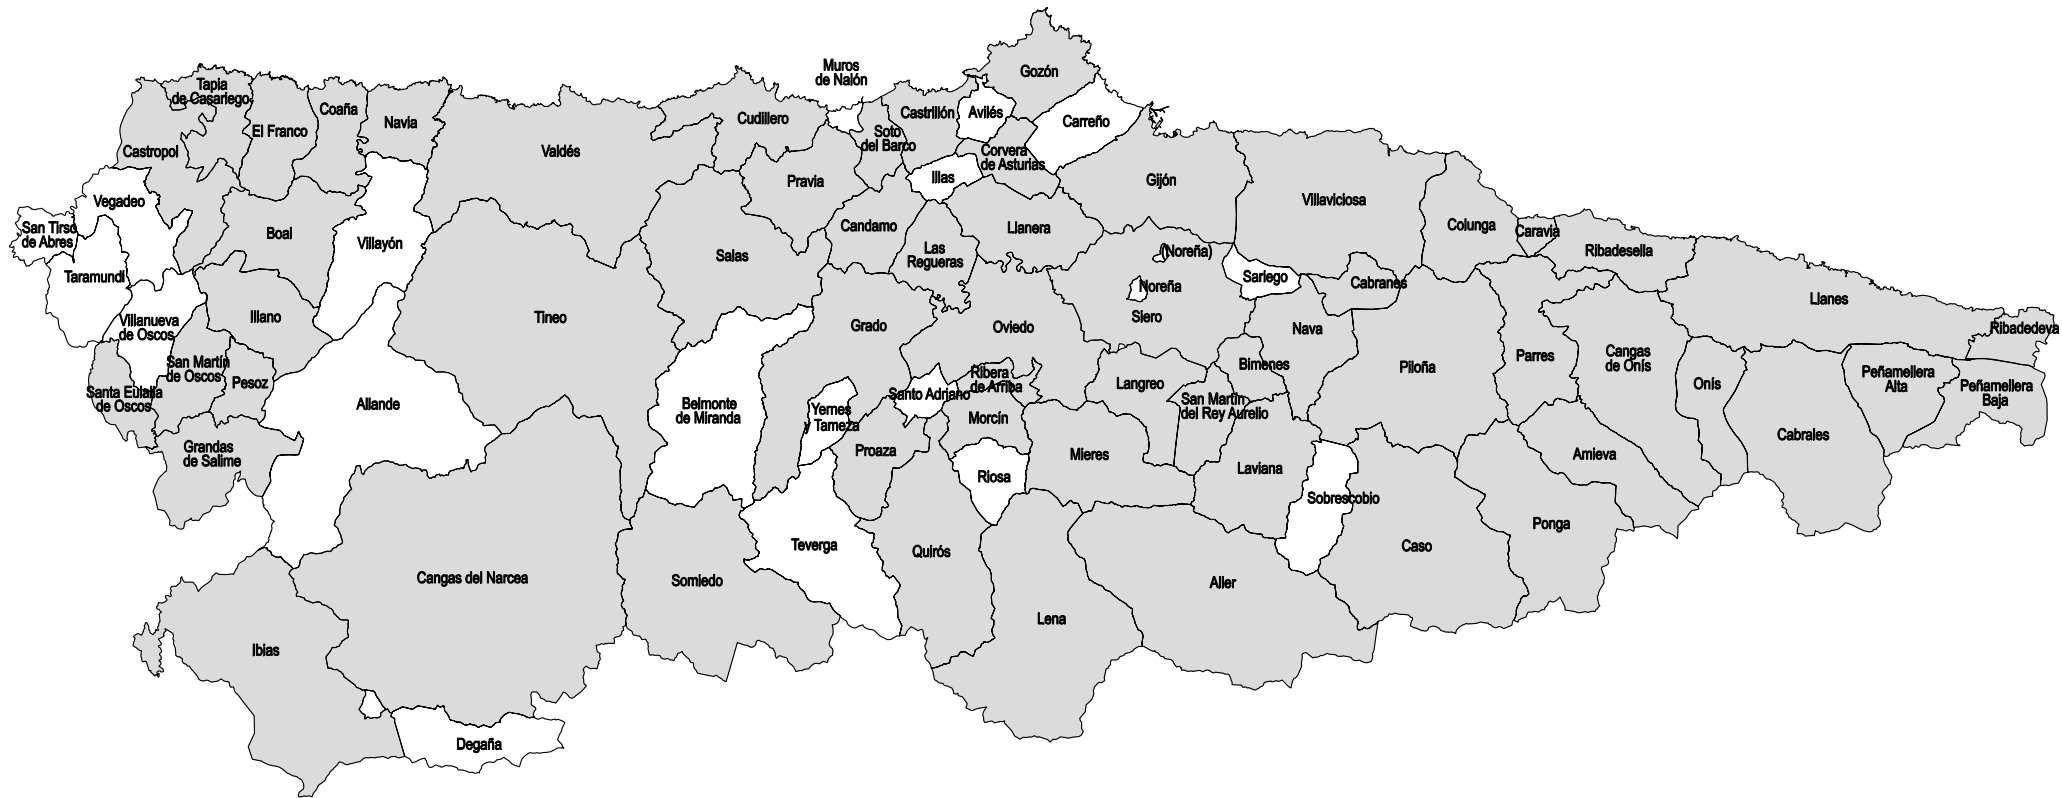 Gozón
Muros
de Nalón
Tapia
de Casariego
Coaña
Navia
Cudillero
Castrillón
Avilés
Carreño
El Franco
Castropol
Valdés
Soto
del Barco
Corvera
de Asturias
Pravia
Illas
Gijón
Vegadeo
Villaviciosa
San Tirso
de Abres
Boal
Villayón
Candamo
Llanera
Colunga
Caravia
Salas
Las
Regueras
(Noreña)
Ribadesella
Taramundi
Sariego
Cabranes
Noreña
Llanes
Villanueva
de Oscos
Illano
Tineo
Grado
Oviedo
Siero
Nava
Ribadedeva
San Martín
de Oscos
Pesoz
Parres
Cangas
de Onís
Bimenes
Piloña
Ribera
de Arriba
Langreo
Onís
Peñamellera
Alta
Peñamellera
Baja
Santa Eulalia
de Oscos
Allande
Belmonte
de Miranda
Yernes
y Tameza
Santo Adriano
Morcín
San Martín
del Rey Aurelio
Cabrales
Grandas
de Salime
Proaza
Mieres
Amieva
Laviana
Riosa
Sobrescobio
Ponga
Teverga
Quirós
Caso
Cangas del Narcea
Somiedo
Aller
Lena
Ibias
Degaña